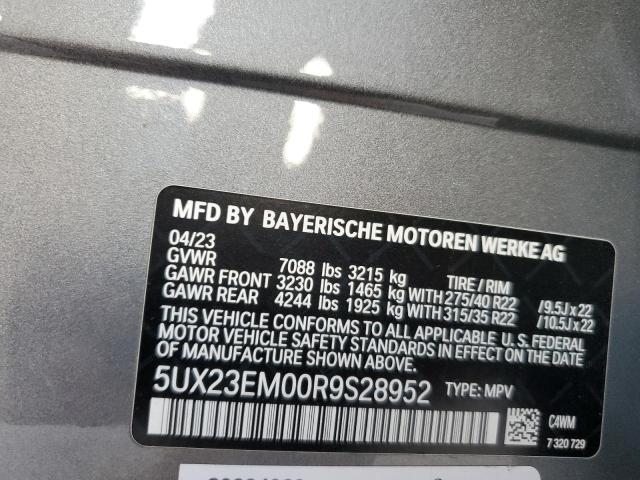 MFD BY BAYERISCHE MOTOREN WERKE AG
04/23
GVWR 7088 lbs 3215 kg TIRE / RIM
GAWR FRONT 3230 lbs 1465 kg WITH 275/40 R22 / 9.5J x 22
GAWR REAR 4244 lbs 1925 kg WITH 315/35 R22 / 10.5J x 22
THIS VEHICLE CONFORMS TO ALL APPLICABLE U.S. FEDERAL
MOTOR VEHICLE SAFETY STANDARDS IN EFFECT ON THE DATE OF
MANUFACTURE SHOWN ABOVE.
5UX23EM00R9S28952 TYPE: MPV
C4WM
7 320 729